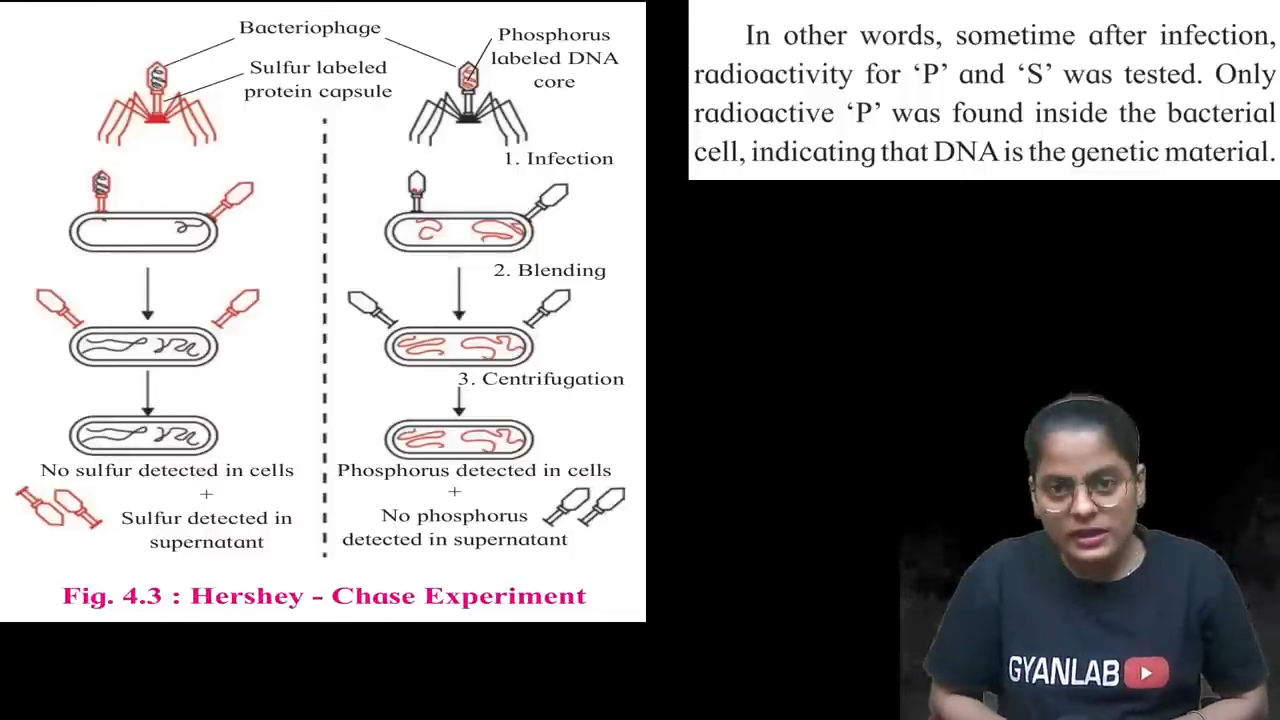 Bacteriophage
Sulfur labeled
protein capsule
Phosphorus
labeled DNA
core
1. Infection
2. Blending
3. Centrifugation
No sulfur detected in cells
+
Sulfur detected in
supernatant
Phosphorus detected in cells
+
No phosphorus
detected in supernatant
Fig. 4.3 : Hershey - Chase Experiment
In other words, sometime after infection,
radioactivity for ‘P’ and ‘S’ was tested. Only
radioactive ‘P’ was found inside the bacterial
cell, indicating that DNA is the genetic material.
GYANLAB